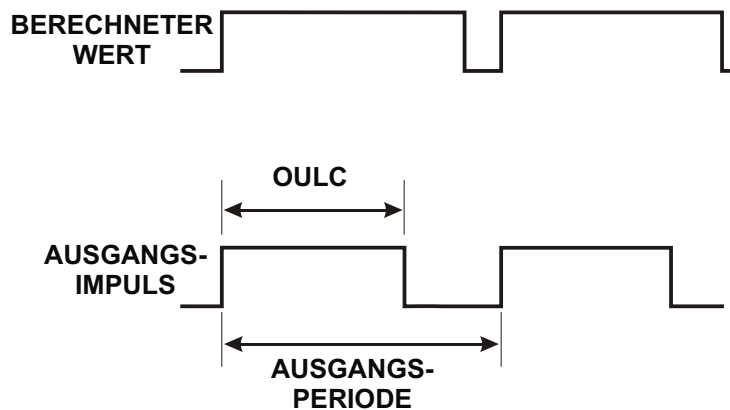 BERECHNETER
WERT
OULC
AUSGANGS-
IMPULS
AUSGANGS-
PERIODE